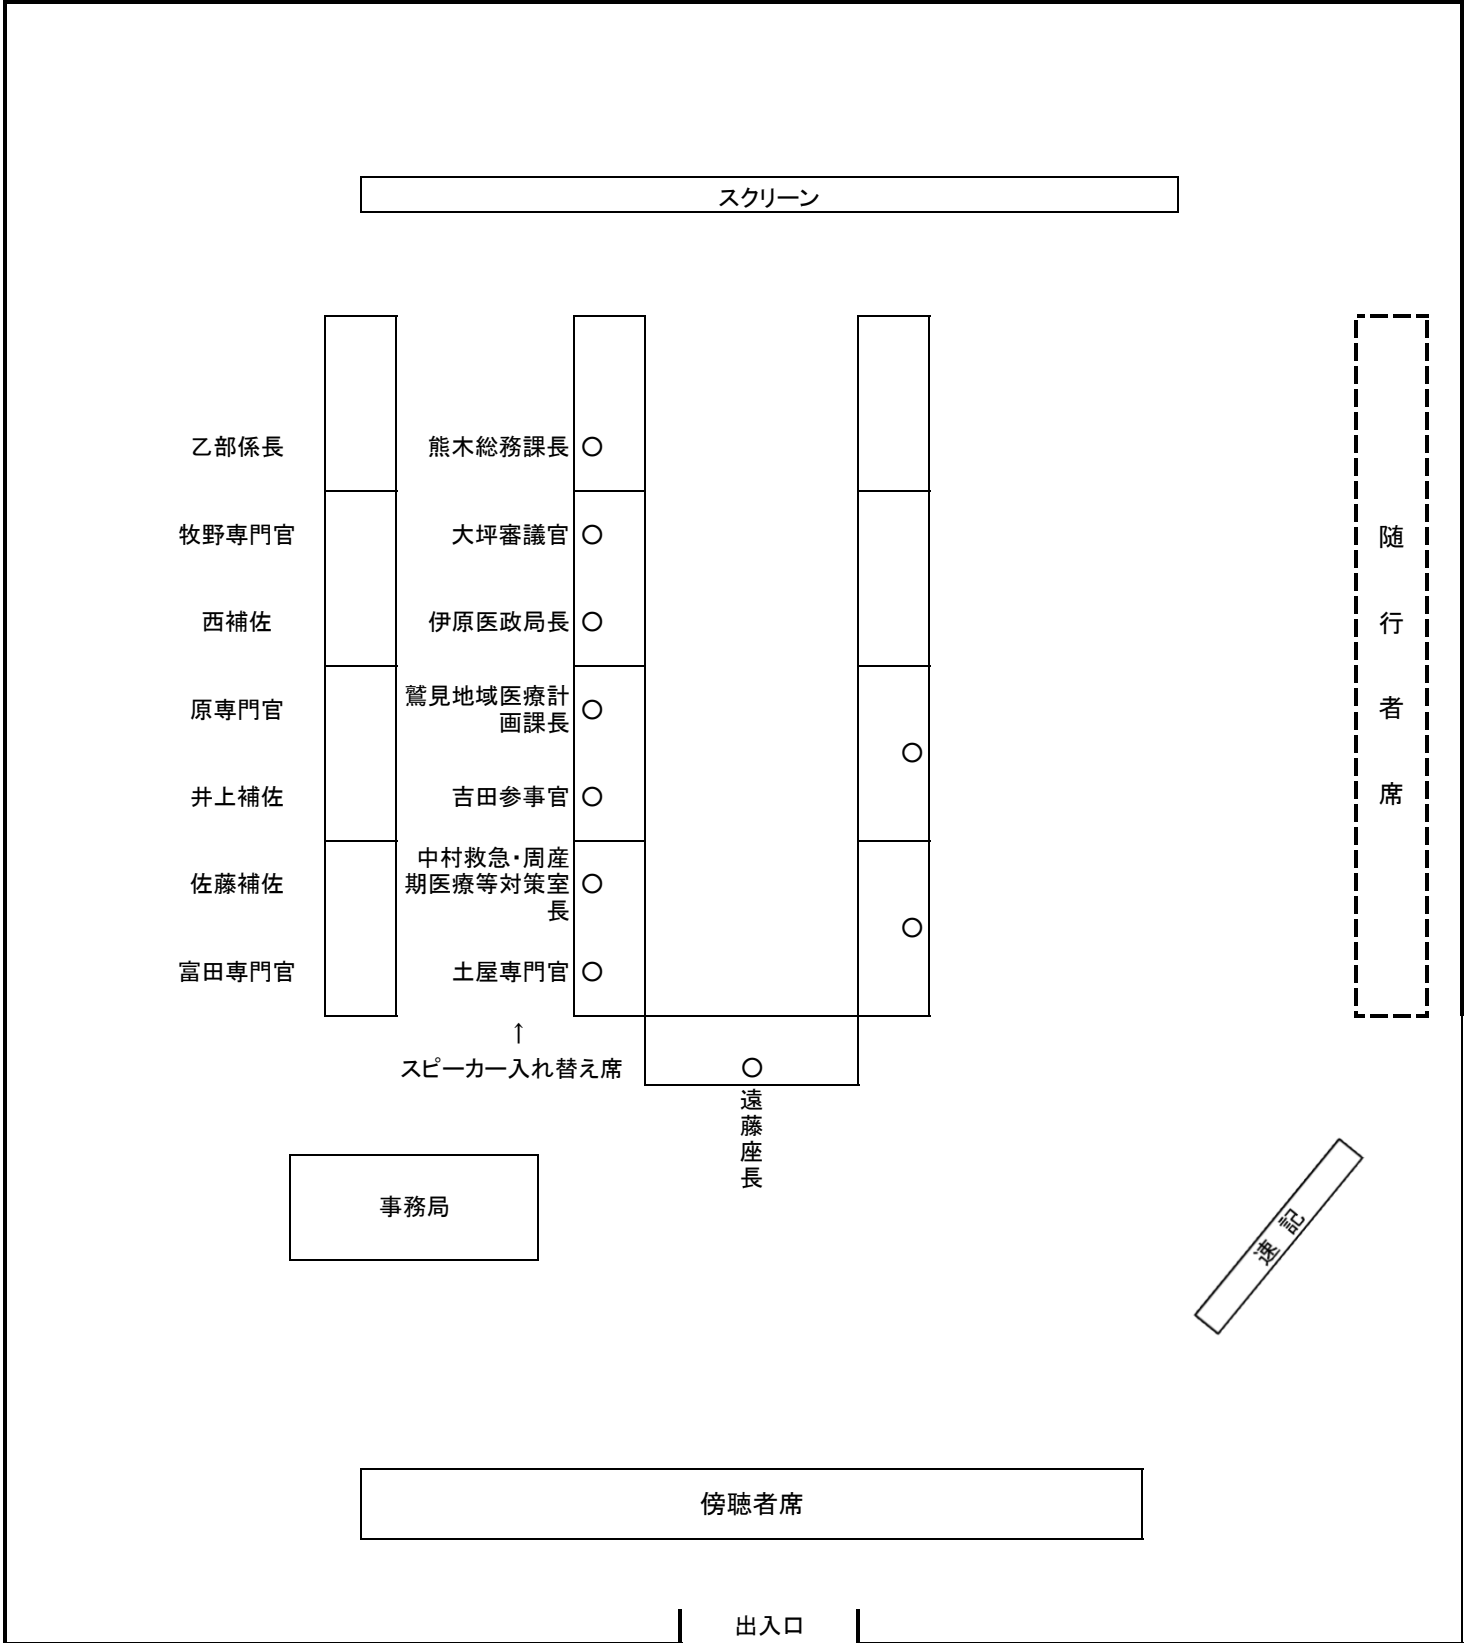 スクリーン
乙部係長
熊木総務課長
○
牧野専門官
大坪審議官
○
西補佐
伊原医政局長
○
原専門官
鷲見地域医療計
画課長
○
井上補佐
吉田参事官
○
佐藤補佐
中村救急・周産
期医療等対策室
長
○
富田専門官
土屋専門官
○
↑
スピーカー入れ替え席
○
○
○
遠藤座長
随行者席
事務局
速記
傍聴者席
出入口